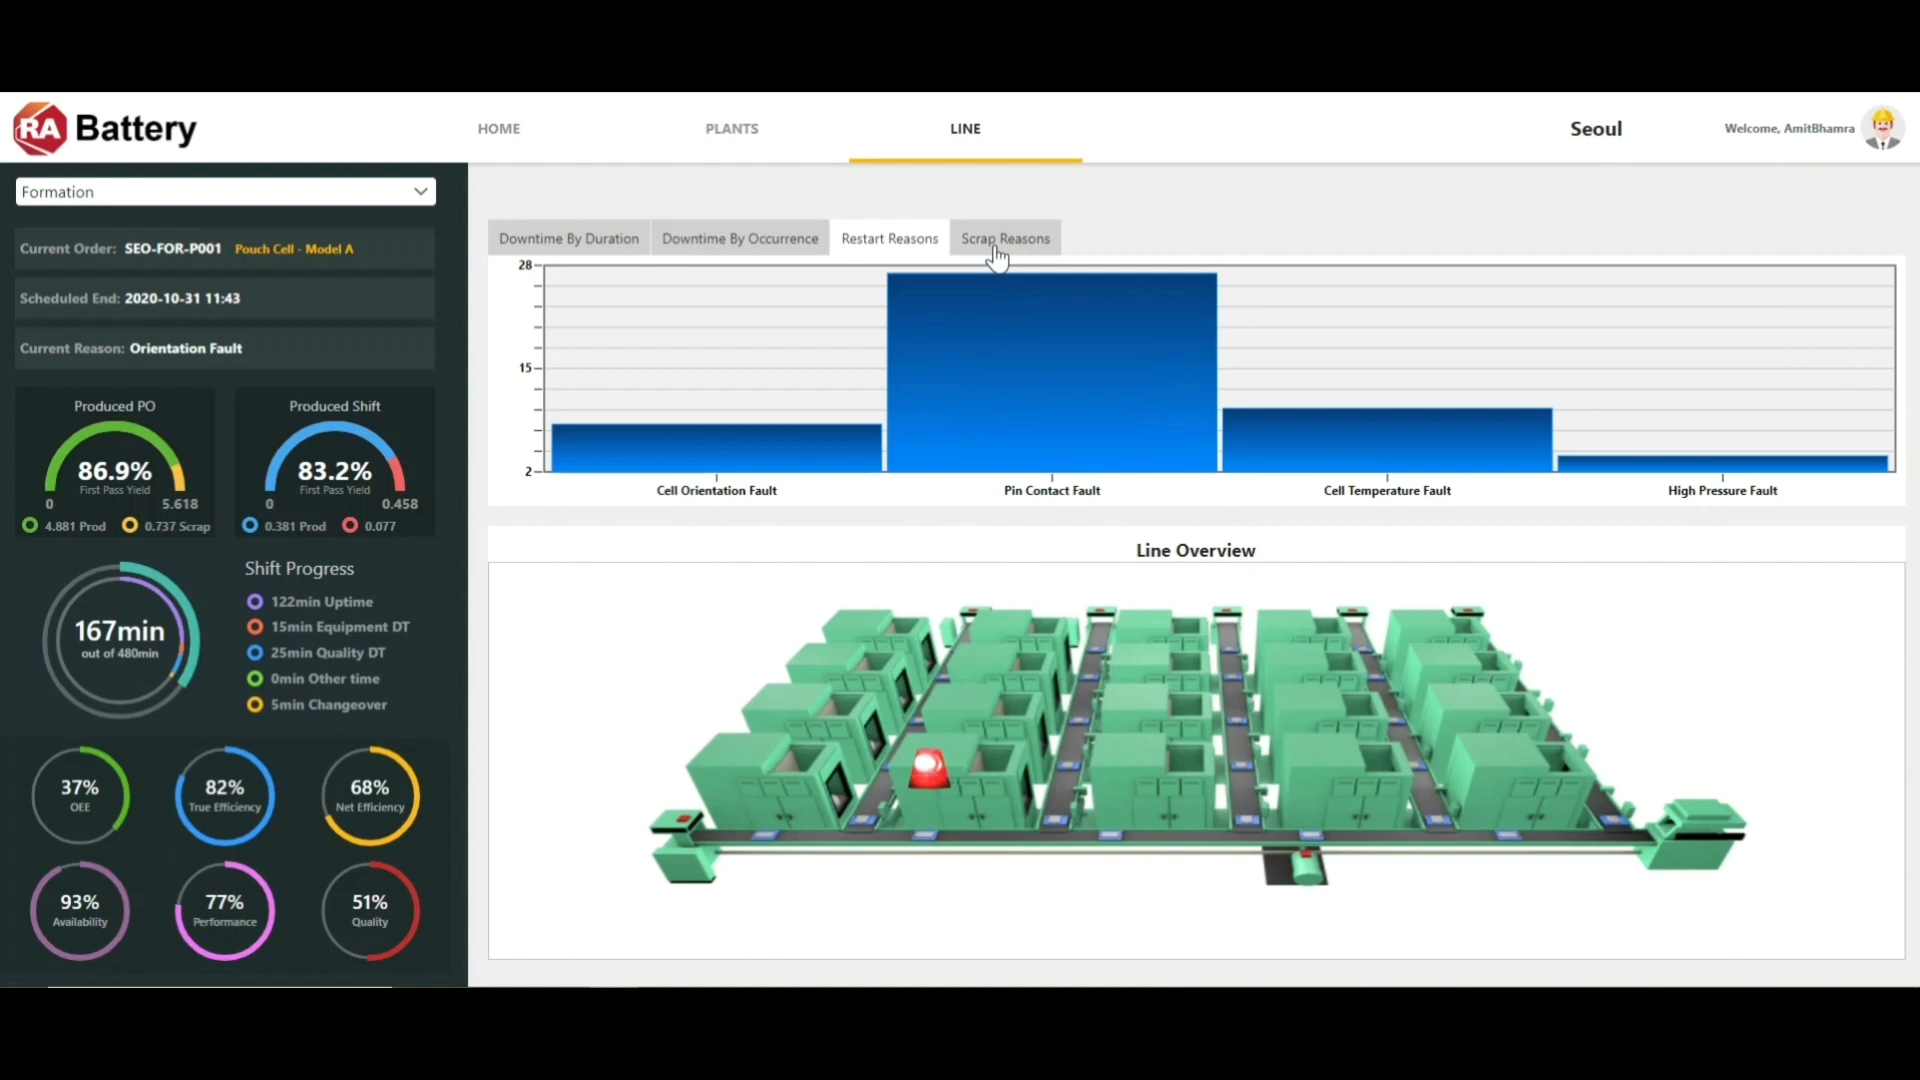 RA Battery
HOME
PLANTS
LINE
Seoul
Welcome, AmitBhamra
Formation
Current Order: SEO-FOR-P001 Pouch Cell - Model A
Scheduled End: 2020-10-31 11:43
Current Reason: Orientation Fault
Produced PO
86.9%
First Pass Yield
0
5.618
4.881 Prod
0.737 Scrap
Produced Shift
83.2%
First Pass Yield
0
0.458
0.381 Prod
0.077
167min
out of 480min
Shift Progress
122min Uptime
15min Equipment DT
25min Quality DT
0min Other time
5min Changeover
37%
OEE
82%
True Efficiency
68%
Net Efficiency
93%
Availability
77%
Performance
51%
Quality
Downtime By Duration
Downtime By Occurrence
Restart Reasons
Scrap Reasons
28
15
2
Cell Orientation Fault
Pin Contact Fault
Cell Temperature Fault
High Pressure Fault
Line Overview